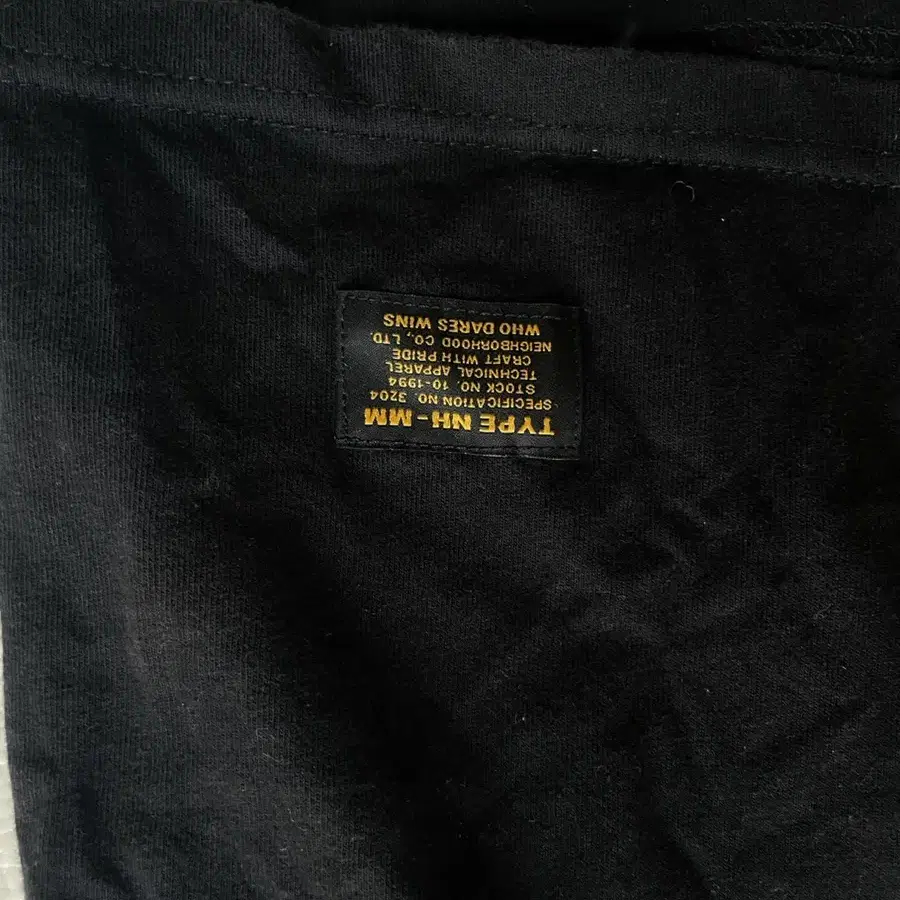 TYPE NH-MM
SPECIFICATION NO. 3204
STOCK NO. 10-1994
TECHNICAL APPAREL
CRAFT WITH PRIDE
NEIGHBORHOOD CO., LTD.
WHO DARES WINS